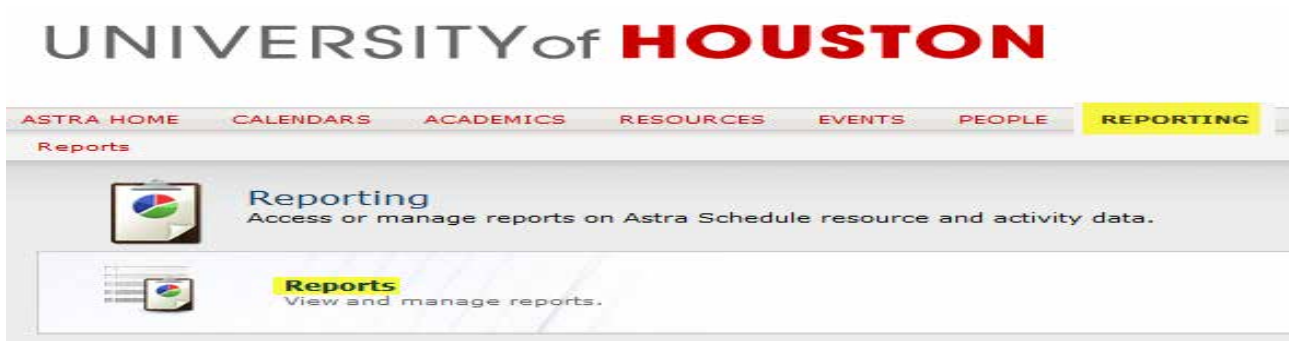 UNIVERSITY of HOUSTON
ASTRA HOME CALENDARS ACADEMICS RESOURCES EVENTS PEOPLE REPORTING
Reports
Reporting
Access or manage reports on Astra Schedule resource and activity data.
Reports
View and manage reports.